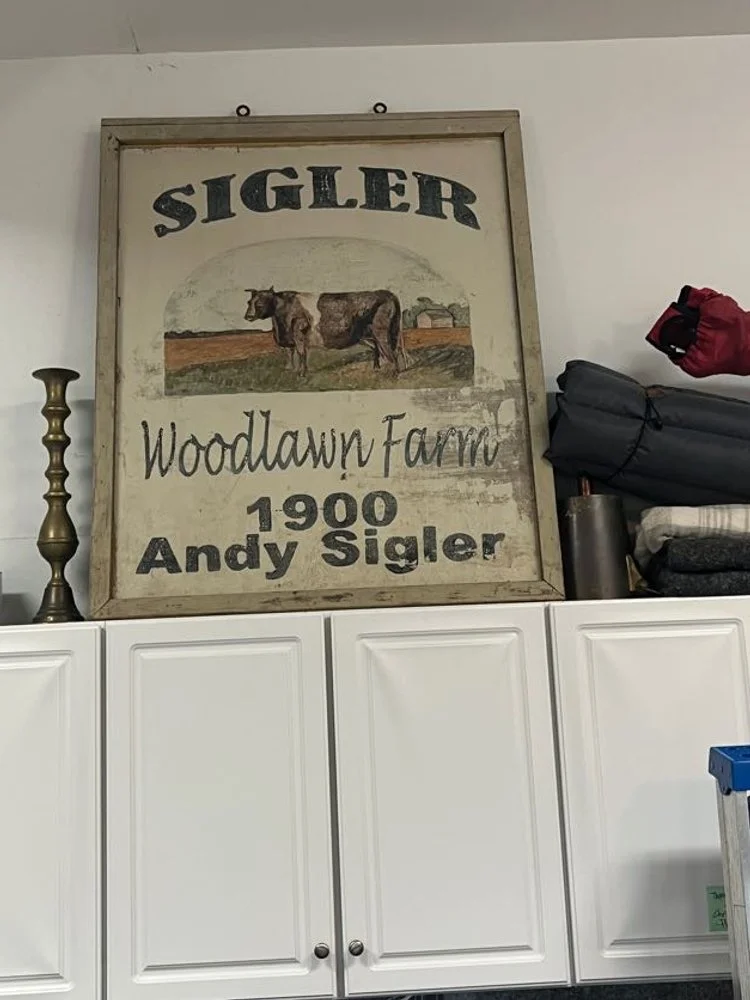 SIGLER
Woodlawn Farm
1900
Andy Sigler